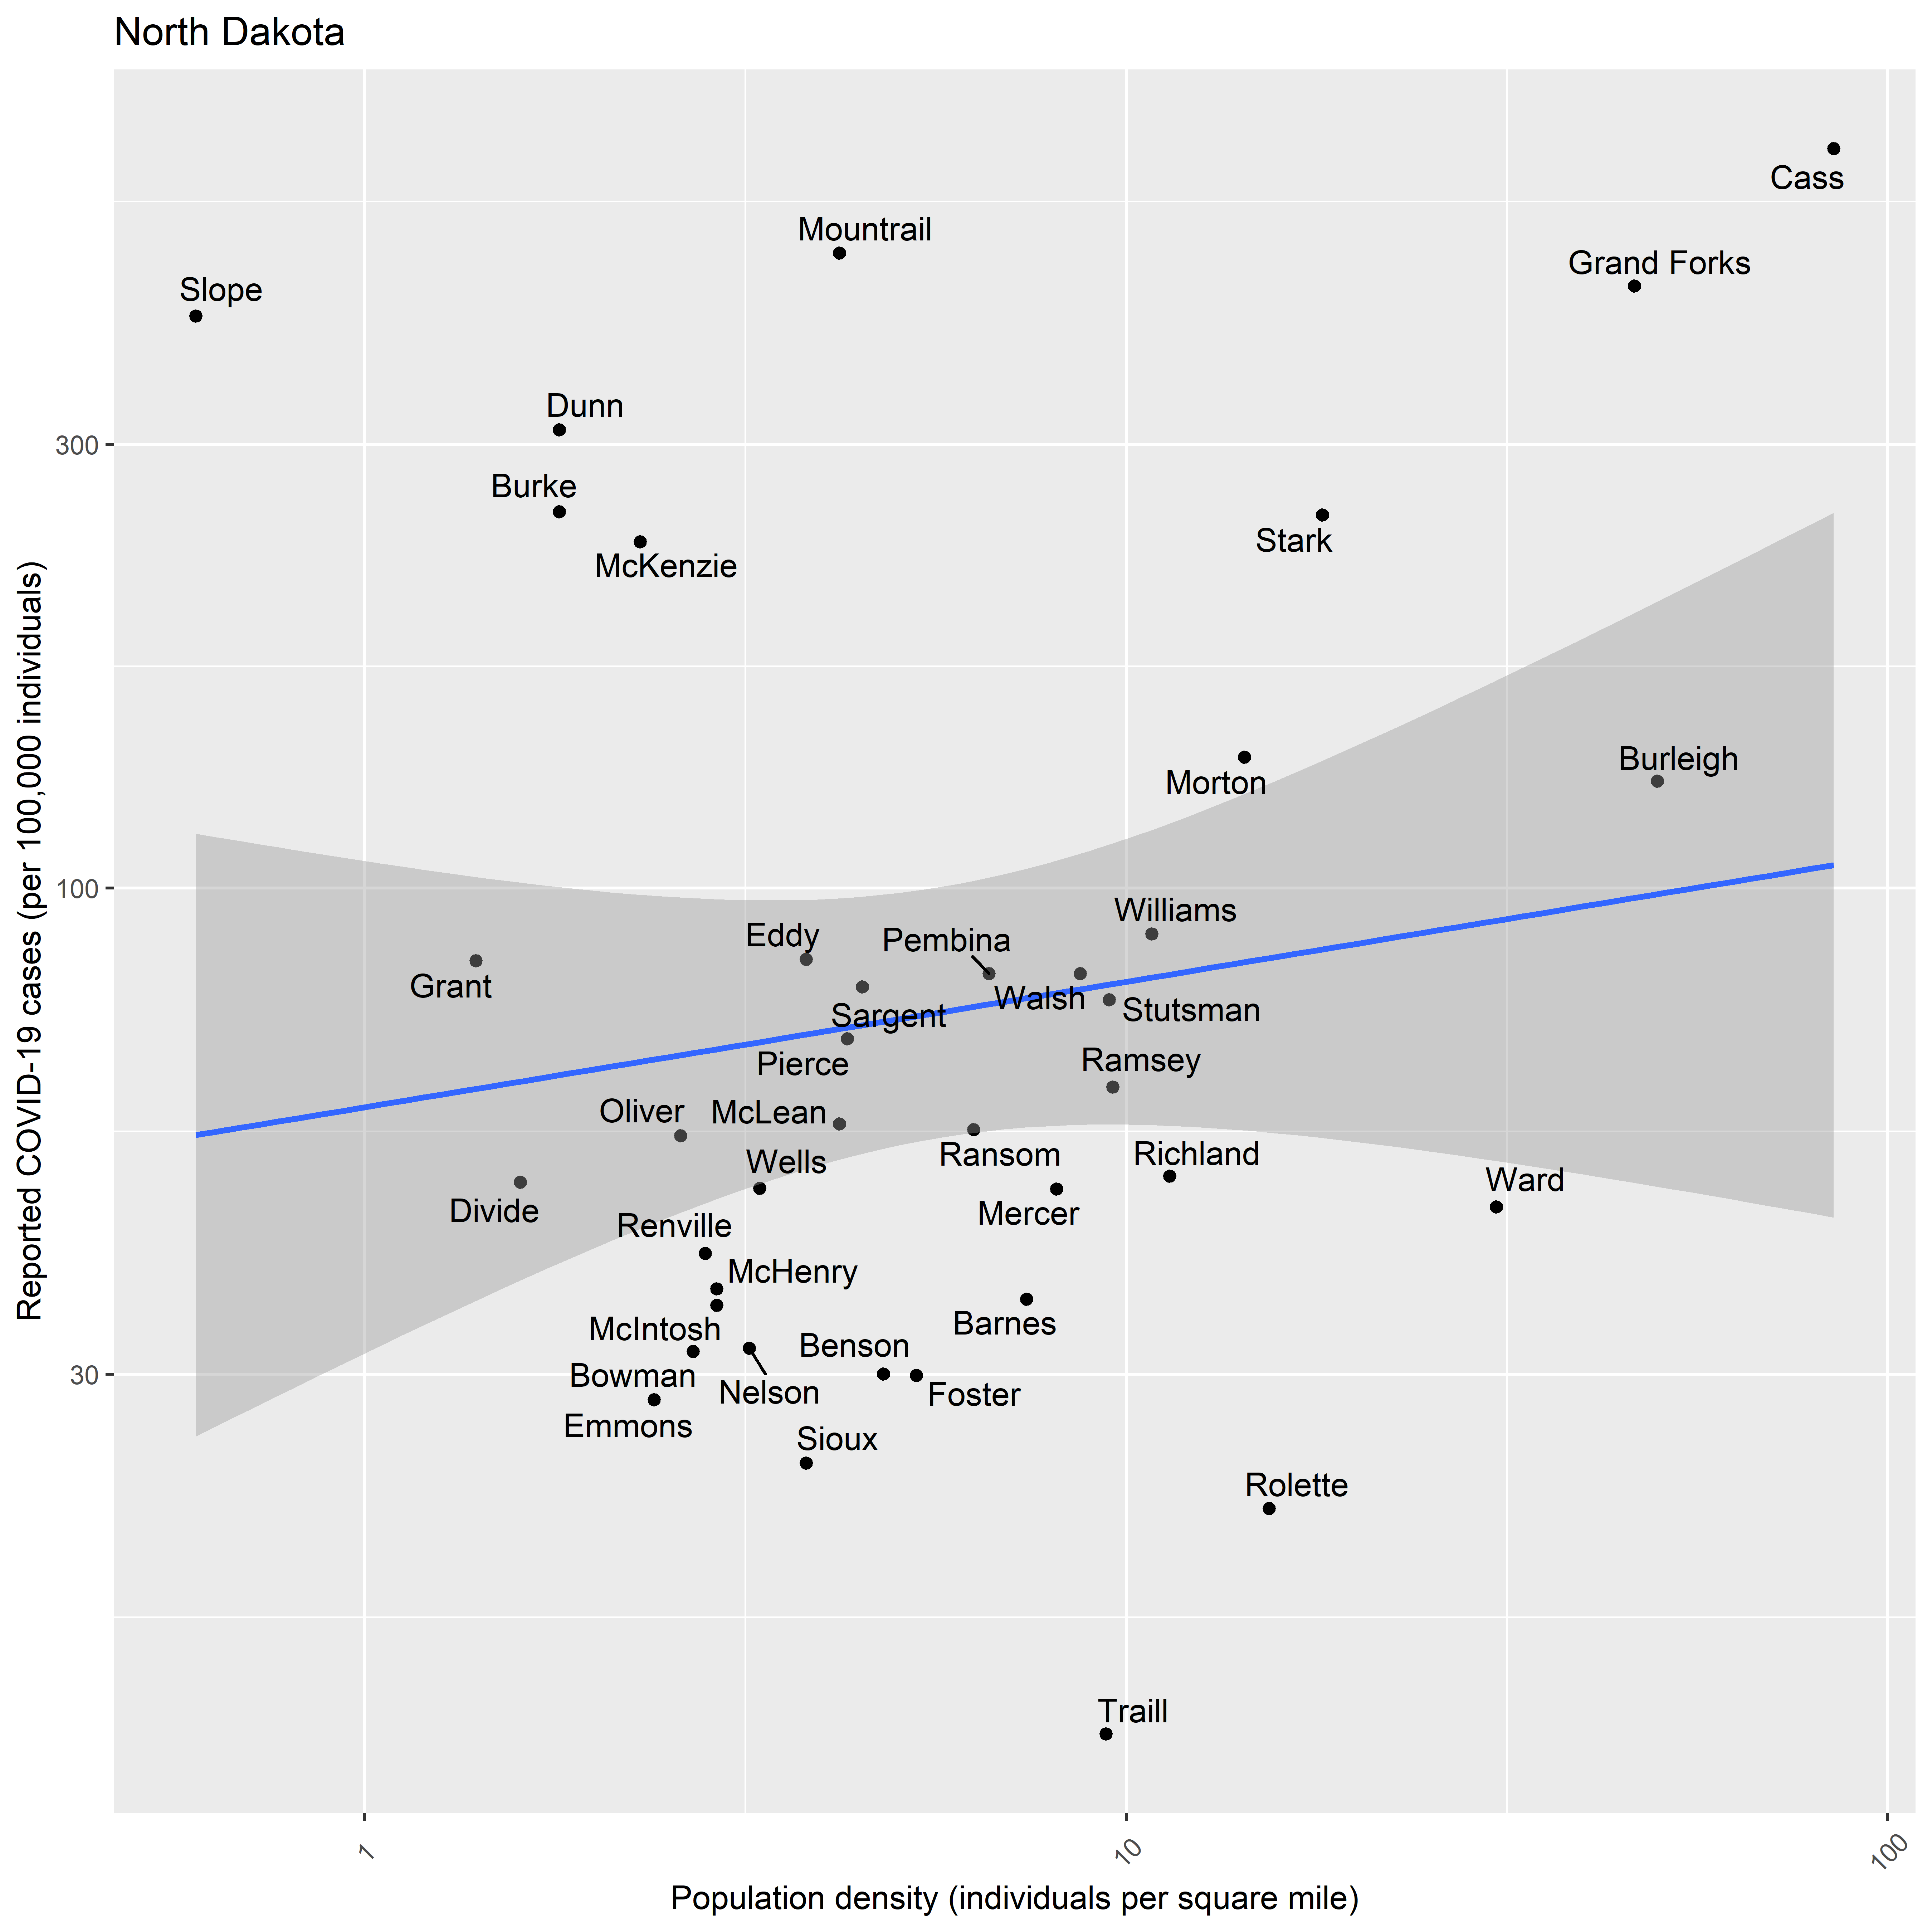 North Dakota
Cass
Mountrail
Grand Forks
Slope
Dunn
300
Burke
Stark
McKenzie
Burleigh
Morton
100
Williams
Eddy
Pembina
Grant
Walsh
Stutsman
Sargent
Pierce
Ramsey
Oliver
McLean
Ransom
Richland
Wells
Ward
Divide
Mercer
Renville
McHenry
Barnes
McIntosh
Benson
30
Bowman
Nelson
Foster
Emmons
Sioux
Rolette
Traill
1
10
100
Population density (individuals per square mile)
Reported COVID-19 cases (per 100,000 individuals)